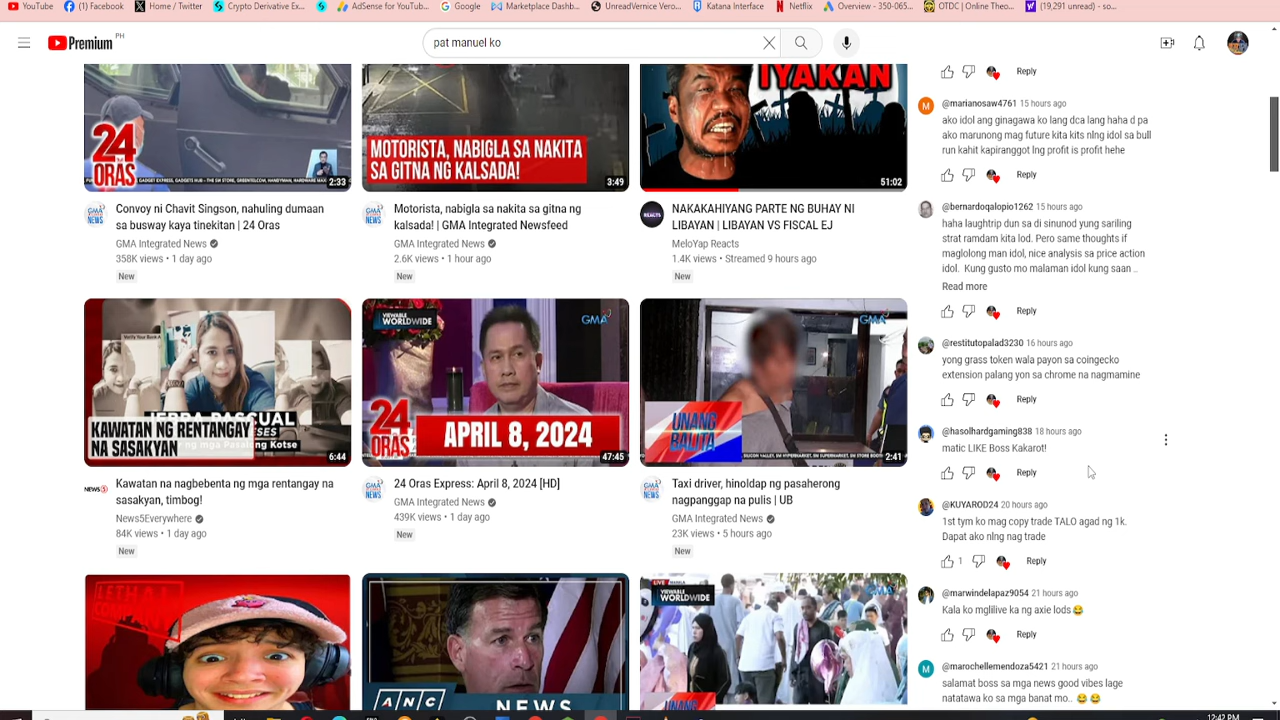 YouTube
(1) Facebook
Home / Twitter
Crypto Derivative Ex...
AdSense for YouTub...
Google
Marketplace Dashb...
UnreadVernice Vero...
Katana Interface
Netflix
Overview - 350-065...
OTDC | Online Theo...
(19,291 unread) - so...
Premium PH
pat manuel ko
24 ORAS
2:33
MOTORISTA, NABIGLA SA NAKITA
SA GITNA NG KALSADA!
3:49
IYAKAN
51:02
Convoy ni Chavit Singson, nahuling dumaan
sa busway kaya tinekitan | 24 Oras
GMA Integrated News
358K views • 1 day ago
New
Motorista, nabigla sa nakita sa gitna ng
kalsada! | GMA Integrated Newsfeed
GMA Integrated News
2.6K views • 1 hour ago
New
REACTS
NAKAKAHIYANG PARTE NG BUHAY NI
LIBAYAN | LIBAYAN VS FISCAL EJ
MeloYap Reacts
1.4K views • Streamed 9 hours ago
New
KAWATAN NG RENTANGAY
NA SASAKYAN
ng mga Pasalong Kotse
6:44
VIEWABLE
WORLDWIDE
GMA
24 ORAS
APRIL 8, 2024
47:45
GMA
UNANG
BALITA
2:41
NEWS5
Kawatan na nagbebenta ng mga rentangay na
sasakyan, timbog!
News5Everywhere
84K views • 1 day ago
New
24 Oras Express: April 8, 2024 [HD]
GMA Integrated News
439K views • 1 day ago
New
Taxi driver, hinoldap ng pasaherong
nagpanggap na pulis | UB
GMA Integrated News
23K views • 5 hours ago
New
ANC
NEWS
LIVE MANILA
VIEWABLE
WORLDWIDE
UNANG
Reply
@marianosaw4761 15 hours ago
ako idol ang ginagawa ko lang dca lang haha d pa
ako marunong mag future kita kits nlng idol sa bull
run kahit kapiranggot lng profit is profit hehe
Reply
@bernardoqalopio1262 15 hours ago
haha laughtrip dun sa di sinunod yung sariling
strat ramdam kita lod. Pero same thoughts if
maglolong man idol, nice analysis sa price action
idol. Kung gusto mo malaman idol kung saan ..
Read more
Reply
@restitutopalad3230 16 hours ago
yong grass token wala payon sa coingecko
extension palang yon sa chrome na nagmamine
Reply
@hasolhardgaming838 18 hours ago
matic LIKE Boss Kakarot!
Reply
@KUYAROD24 20 hours ago
1st tym ko mag copy trade TALO agad ng 1k.
Dapat ako nlng nag trade
1 Reply
@marwindelapaz9054 21 hours ago
Kala ko mglilive ka ng axie lods😂
Reply
@marochellemendoza5421 21 hours ago
salamat boss sa mga news good vibes lage
natatawa ko sa mga banat mo.. 😂😂
12:42 PM